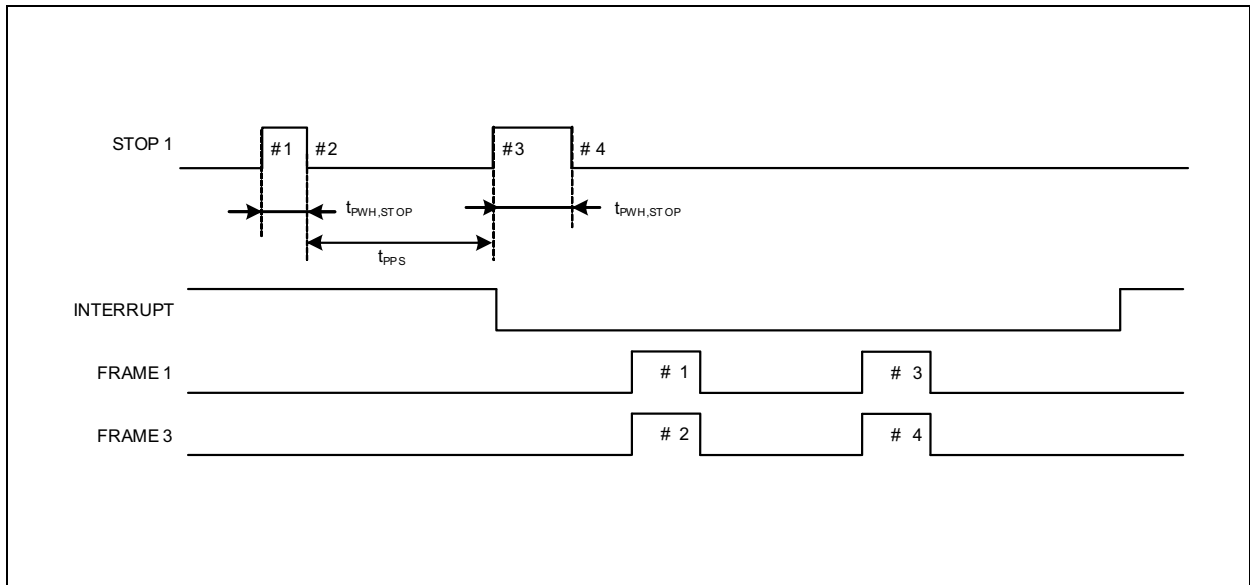 STOP 1
#1
#2
#3
# 4
tPWH,STOP
tPWH,STOP
tPPS
INTERRUPT
FRAME 1
# 1
# 3
FRAME 3
# 2
# 4